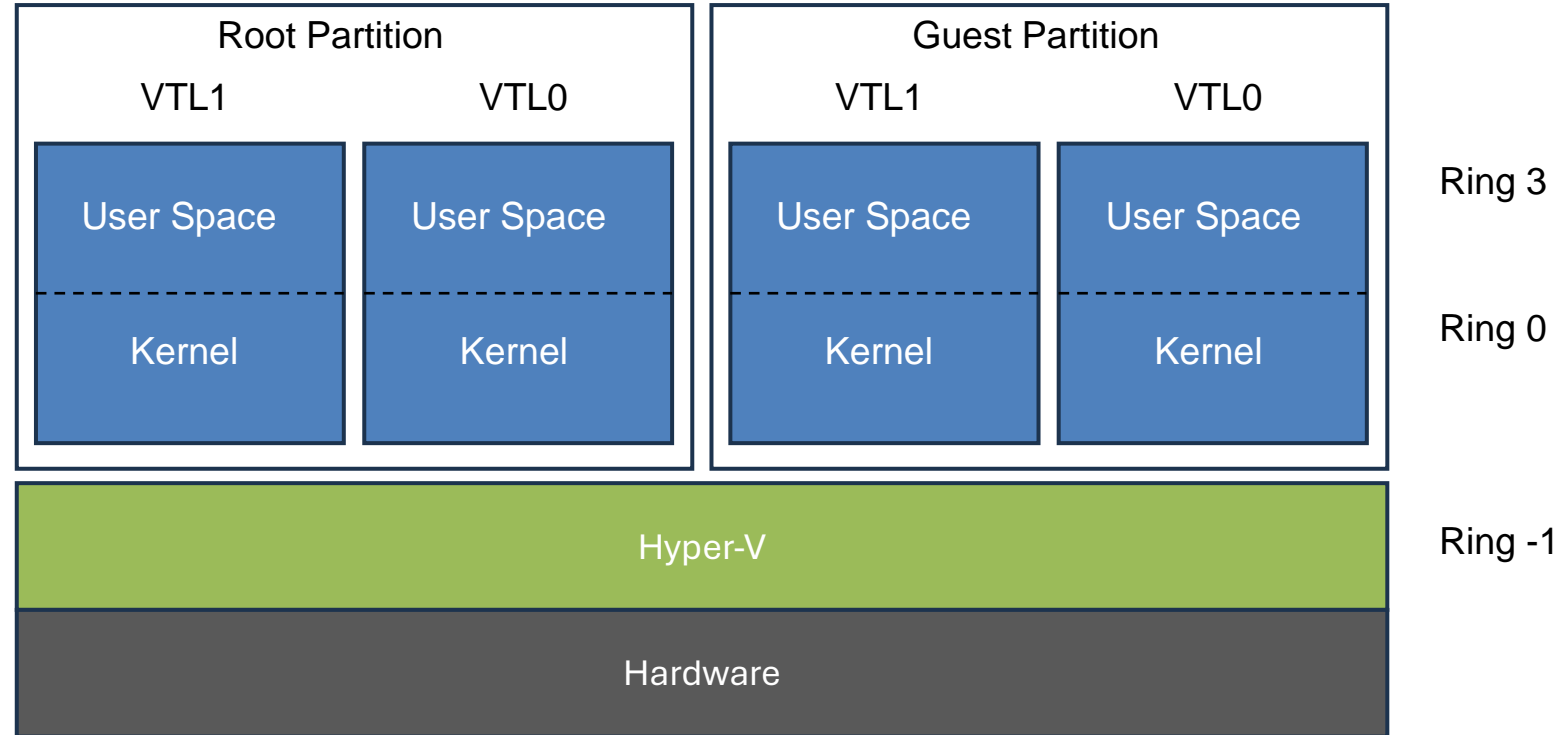 Root Partition
Guest Partition
VTL1
VTL0
VTL1
VTL0
Ring 3
User Space
User Space
User Space
User Space
Ring 0
Kernel
Kernel
Kernel
Kernel
Hyper-V
Ring -1
Hardware